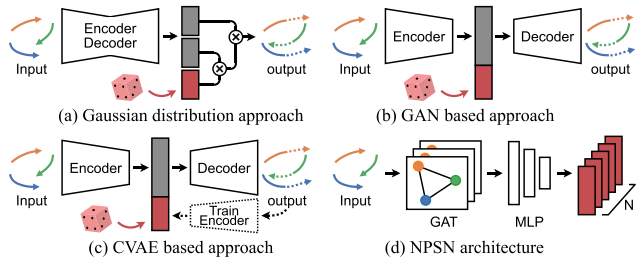 Encoder
Decoder
Input
output
(a) Gaussian distribution approach
Encoder
Decoder
Input
output
(b) GAN based approach
Encoder
Decoder
Input
Train
Encoder
output
(c) CVAE based approach
Input
GAT
MLP
N
(d) NPSN architecture